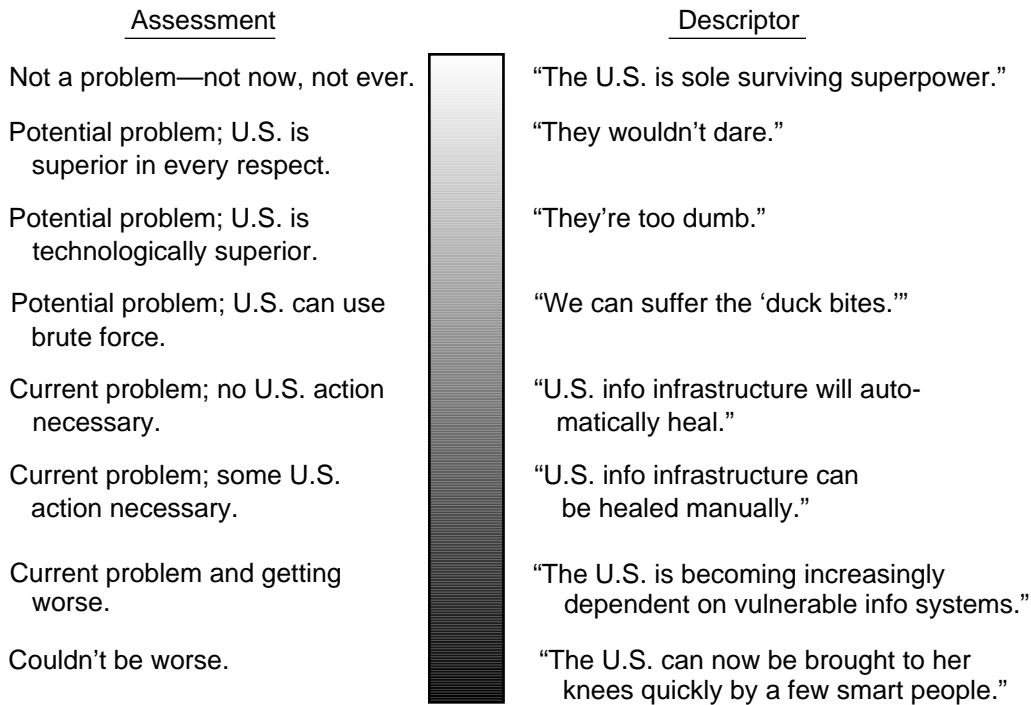 Assessment
Descriptor
Not a problem—not now, not ever.
“The U.S. is sole surviving superpower.”
Potential problem; U.S. is
superior in every respect.
“They wouldn’t dare.”
Potential problem; U.S. is
technologically superior.
“They’re too dumb.”
Potential problem; U.S. can use
brute force.
“We can suffer the ‘duck bites.’”
Current problem; no U.S. action
necessary.
“U.S. info infrastructure will auto-
matically heal.”
Current problem; some U.S.
action necessary.
“U.S. info infrastructure can
be healed manually.”
Current problem and getting
worse.
“The U.S. is becoming increasingly
dependent on vulnerable info systems.”
Couldn’t be worse.
“The U.S. can now be brought to her
knees quickly by a few smart people.”